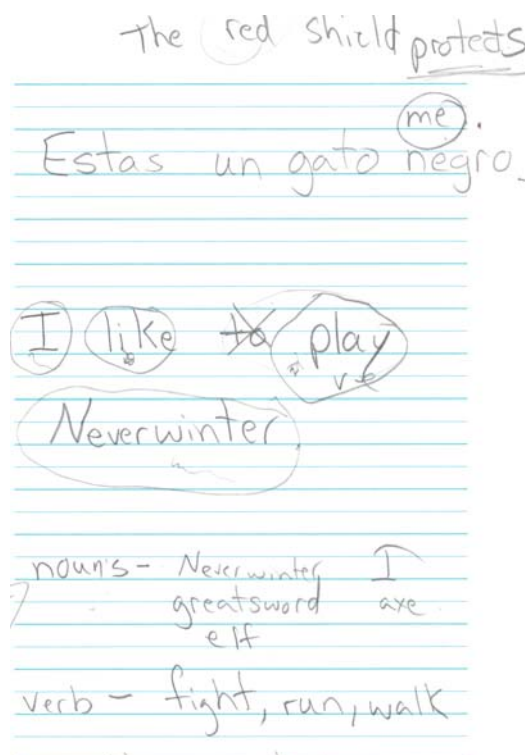 The red shield protects
me.
Estas un gato negro.
I like to play
Neverwinter
noun's - Neverwinter, I
greatsword axe
elf
verb - fight, run, walk